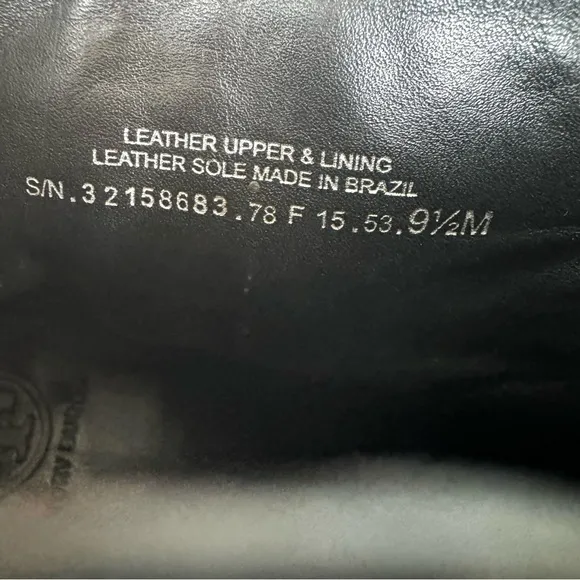 LEATHER UPPER & LINING
LEATHER SOLE MADE IN BRAZIL
S/N.32158683.78 F 15.53.9½M